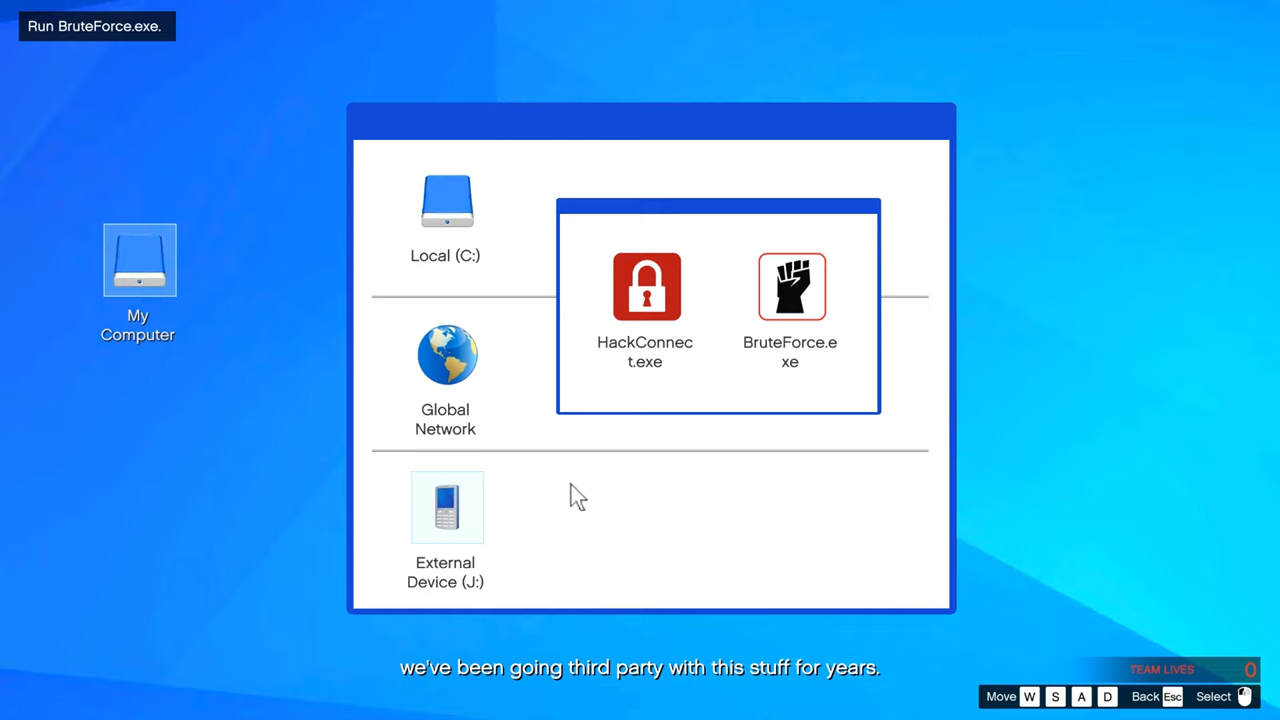 Run BruteForce.exe.
Local (C:)
HackConnec
t.exe
BruteForce.e
xe
My
Computer
Global
Network
External
Device (J:)
we've been going third party with this stuff for years.
TEAM LIVES 0
Move W S A D Back Esc Select